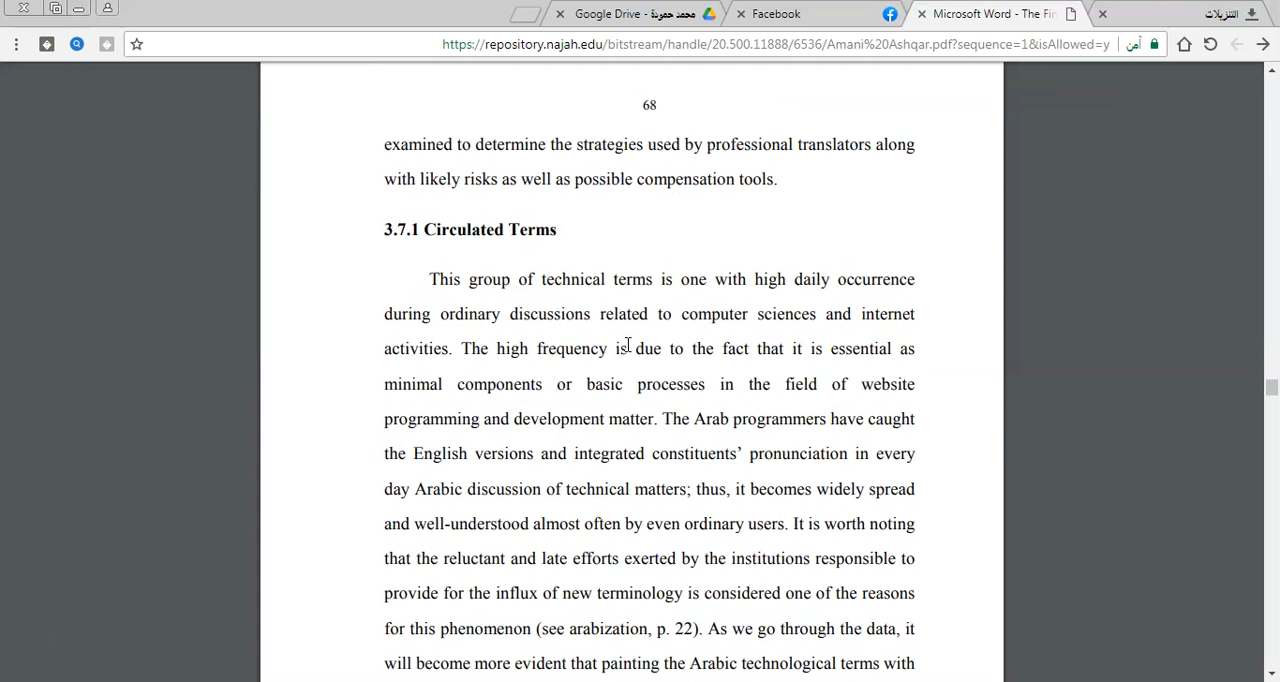 Google Drive - محمد حمودة
Facebook
Microsoft Word - The Fin
التنزيلات
https://repository.najah.edu/bitstream/handle/20.500.11888/6536/Amani%20Ashqar.pdf?sequence=1&isAllowed=y
آمن
68
examined to determine the strategies used by professional translators along
with likely risks as well as possible compensation tools.
3.7.1 Circulated Terms
This group of technical terms is one with high daily occurrence
during ordinary discussions related to computer sciences and internet
activities. The high frequency is due to the fact that it is essential as
minimal components or basic processes in the field of website
programming and development matter. The Arab programmers have caught
the English versions and integrated constituents’ pronunciation in every
day Arabic discussion of technical matters; thus, it becomes widely spread
and well-understood almost often by even ordinary users. It is worth noting
that the reluctant and late efforts exerted by the institutions responsible to
provide for the influx of new terminology is considered one of the reasons
for this phenomenon (see arabization, p. 22). As we go through the data, it
will become more evident that painting the Arabic technological terms with